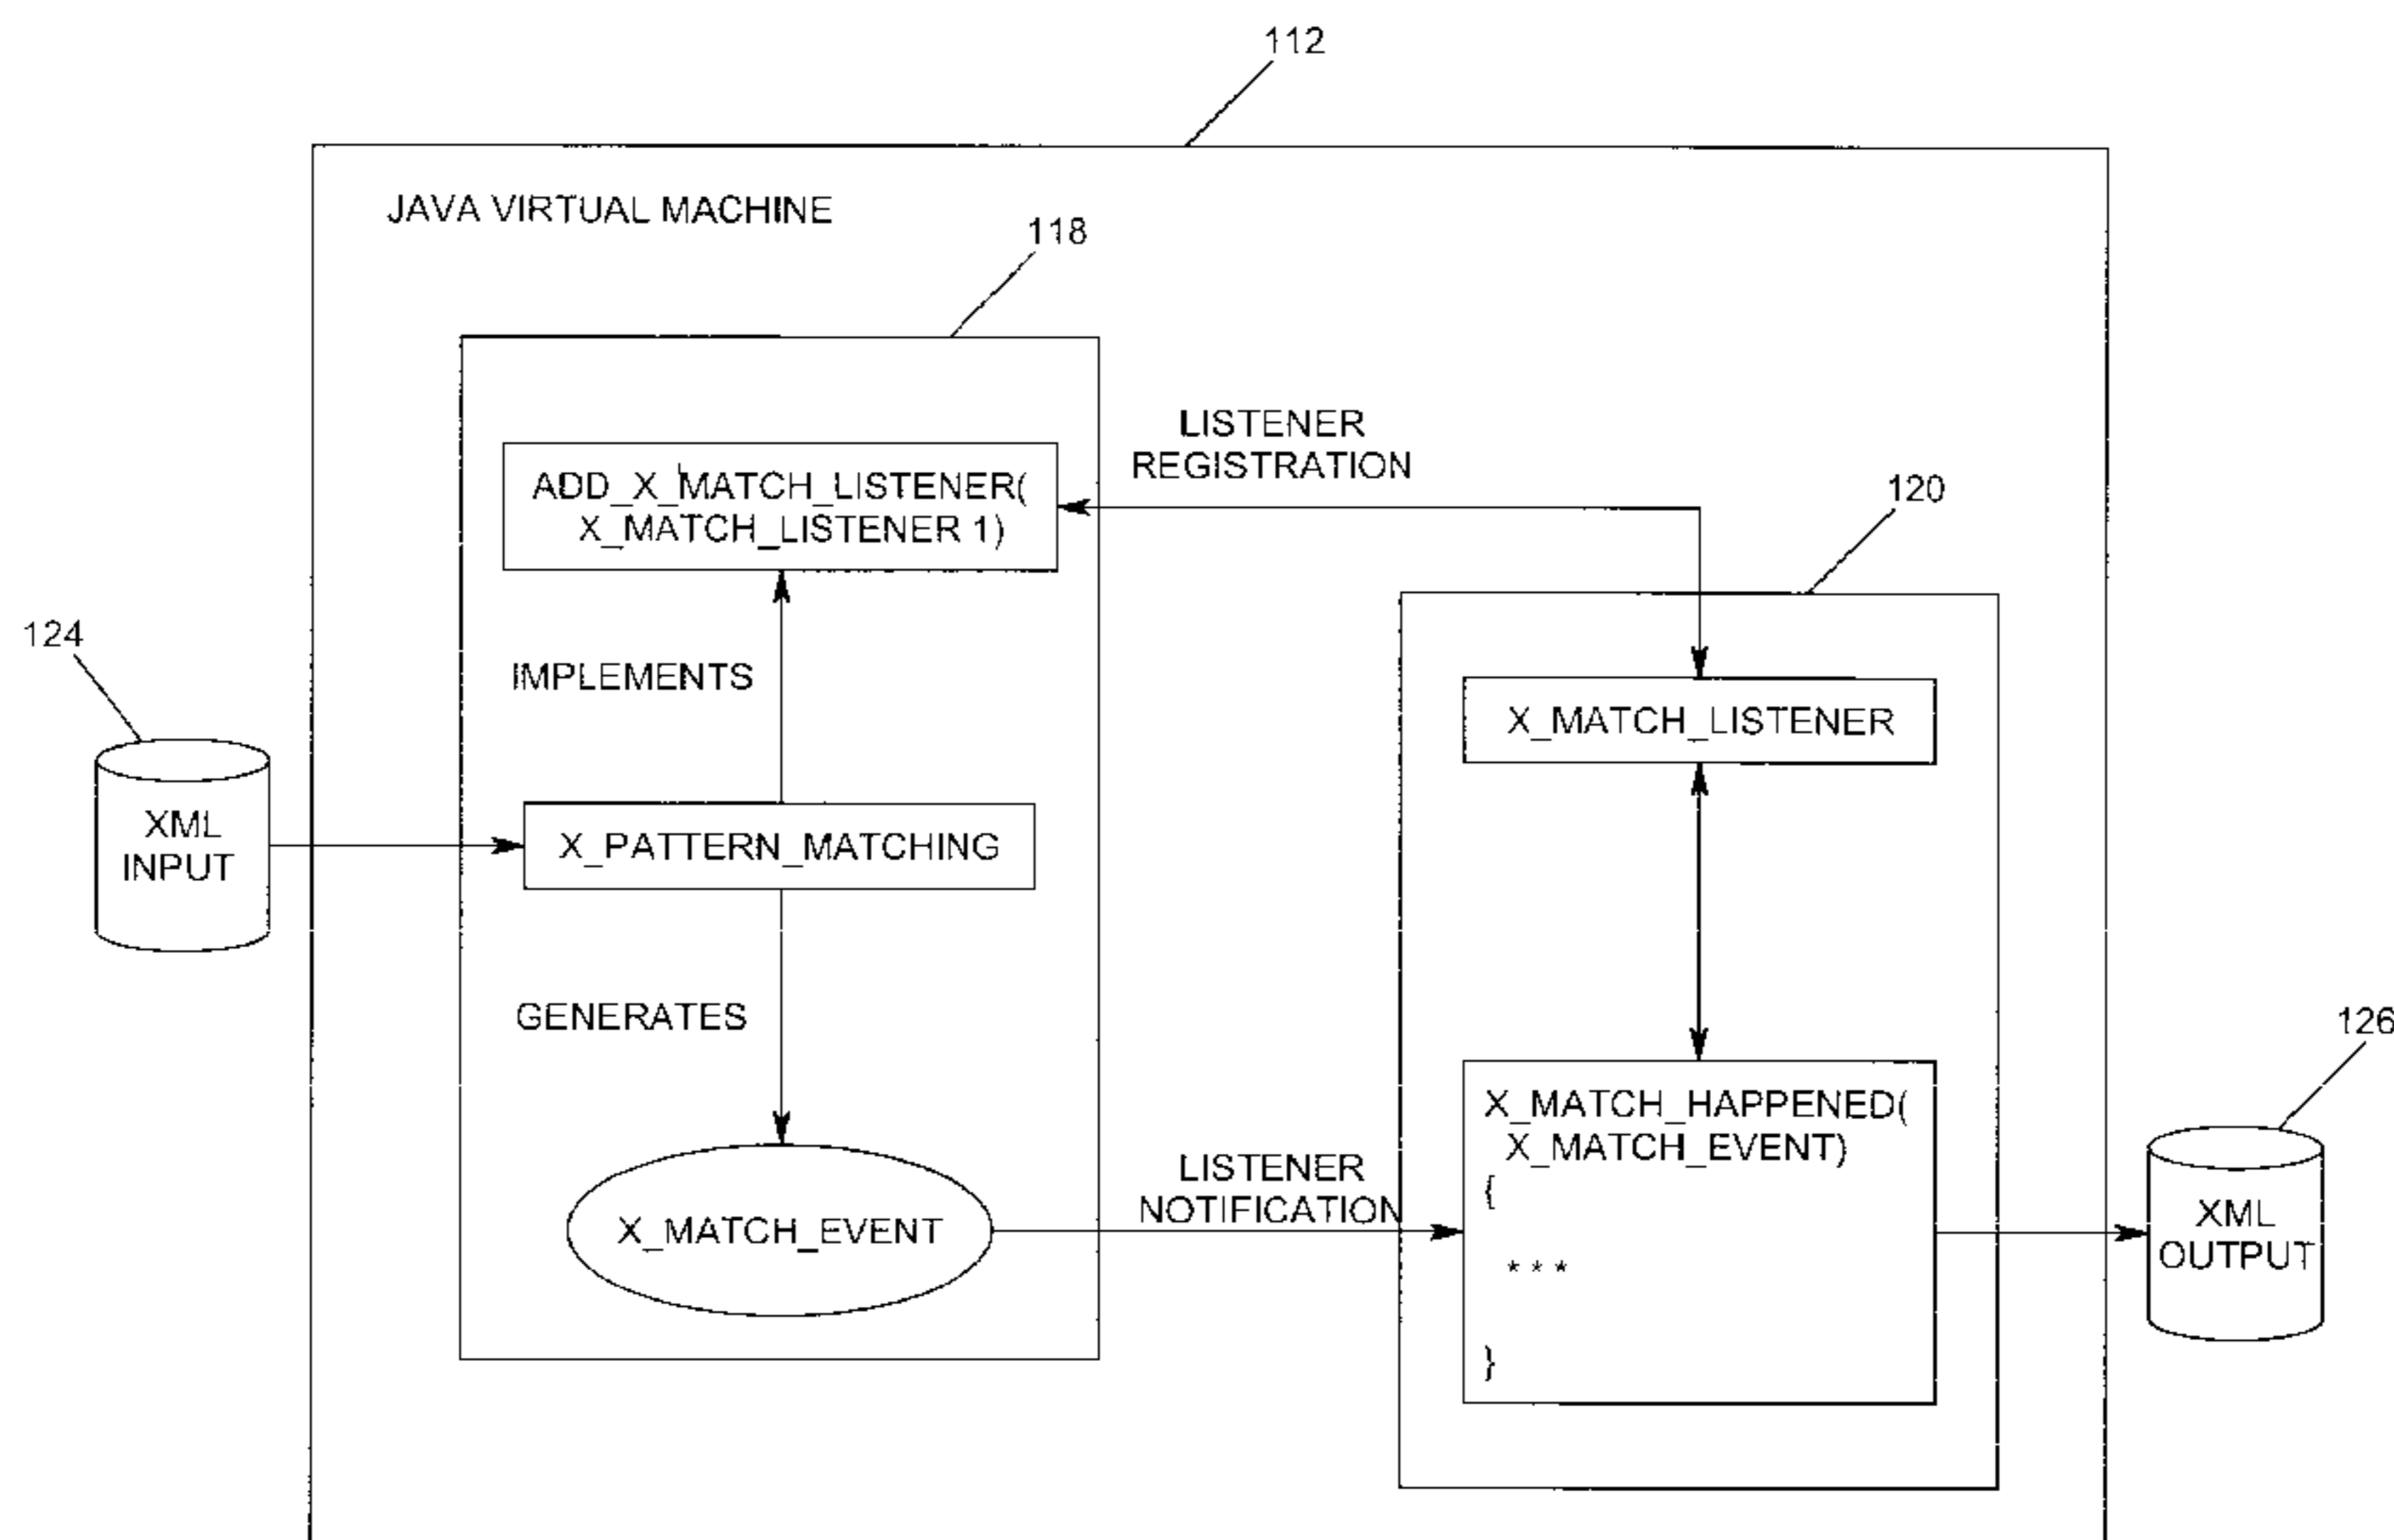 112
JAVA VIRTUAL MACHINE
118
LISTENER
REGISTRATION
ADD_X_MATCH_LISTENER(
X_MATCH_LISTENER 1)
120
124
IMPLEMENTS
X_MATCH_LISTENER
XML
INPUT
X_PATTERN_MATCHING
GENERATES
126
X_MATCH_HAPPENED(
X_MATCH_EVENT)
{
* * *
}
LISTENER
NOTIFICATION
X_MATCH_EVENT
XML
OUTPUT